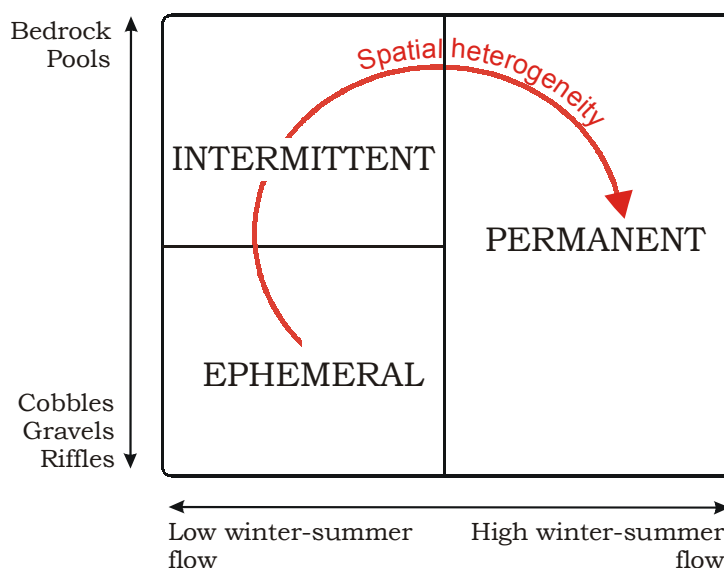 Bedrock
Pools
Spatial heterogeneity
INTERMITTENT
PERMANENT
EPHEMERAL
Cobbles
Gravels
Riffles
Low winter-summer
flow
High winter-summer
flow